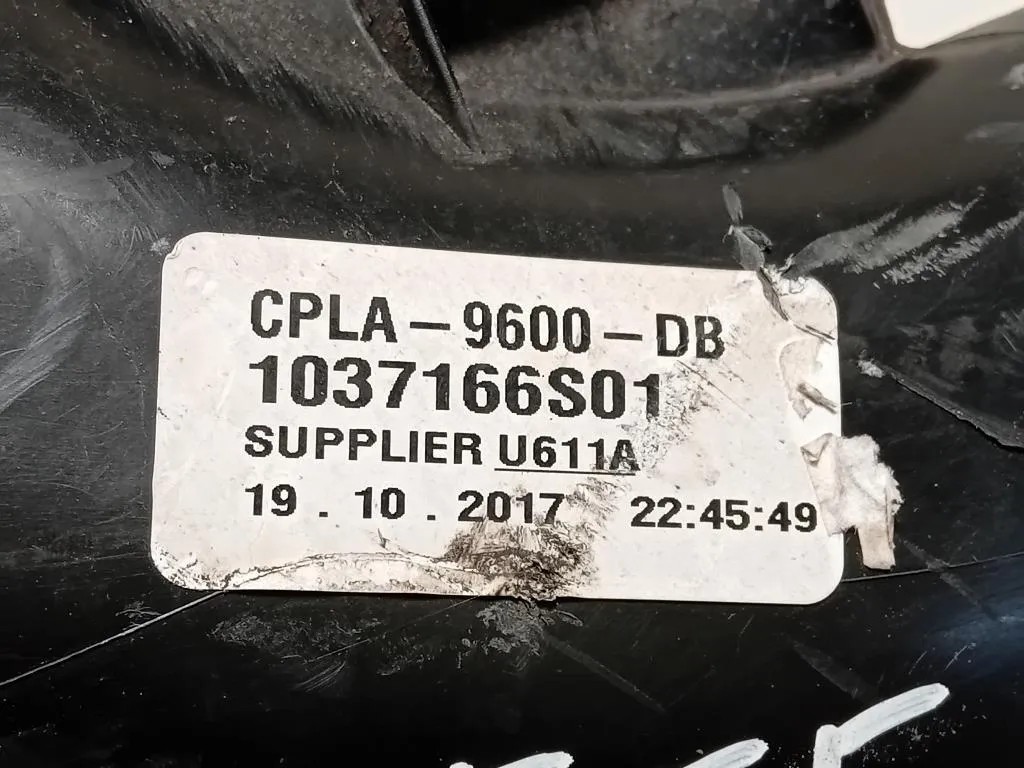 CPLA-9600-DB
1037166S01
SUPPLIER U611A
19 . 10 . 2017 22:45:49